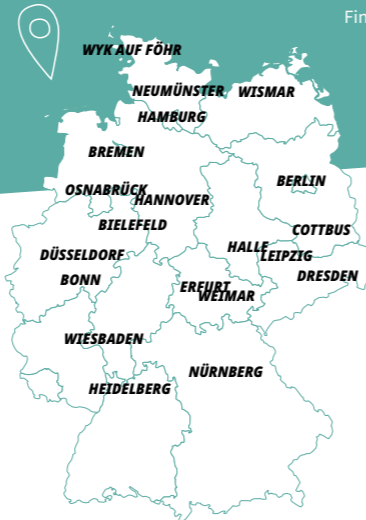 Fin
WYK AUF FÖHR
NEUMÜNSTER
WISMAR
HAMBURG
BREMEN
BERLIN
OSNABRÜCK
HANNOVER
BIELEFELD
COTTBUS
HALLE
LEIPZIG
DÜSSELDORF
DRESDEN
BONN
ERFURT
WEIMAR
WIESBADEN
NÜRNBERG
HEIDELBERG